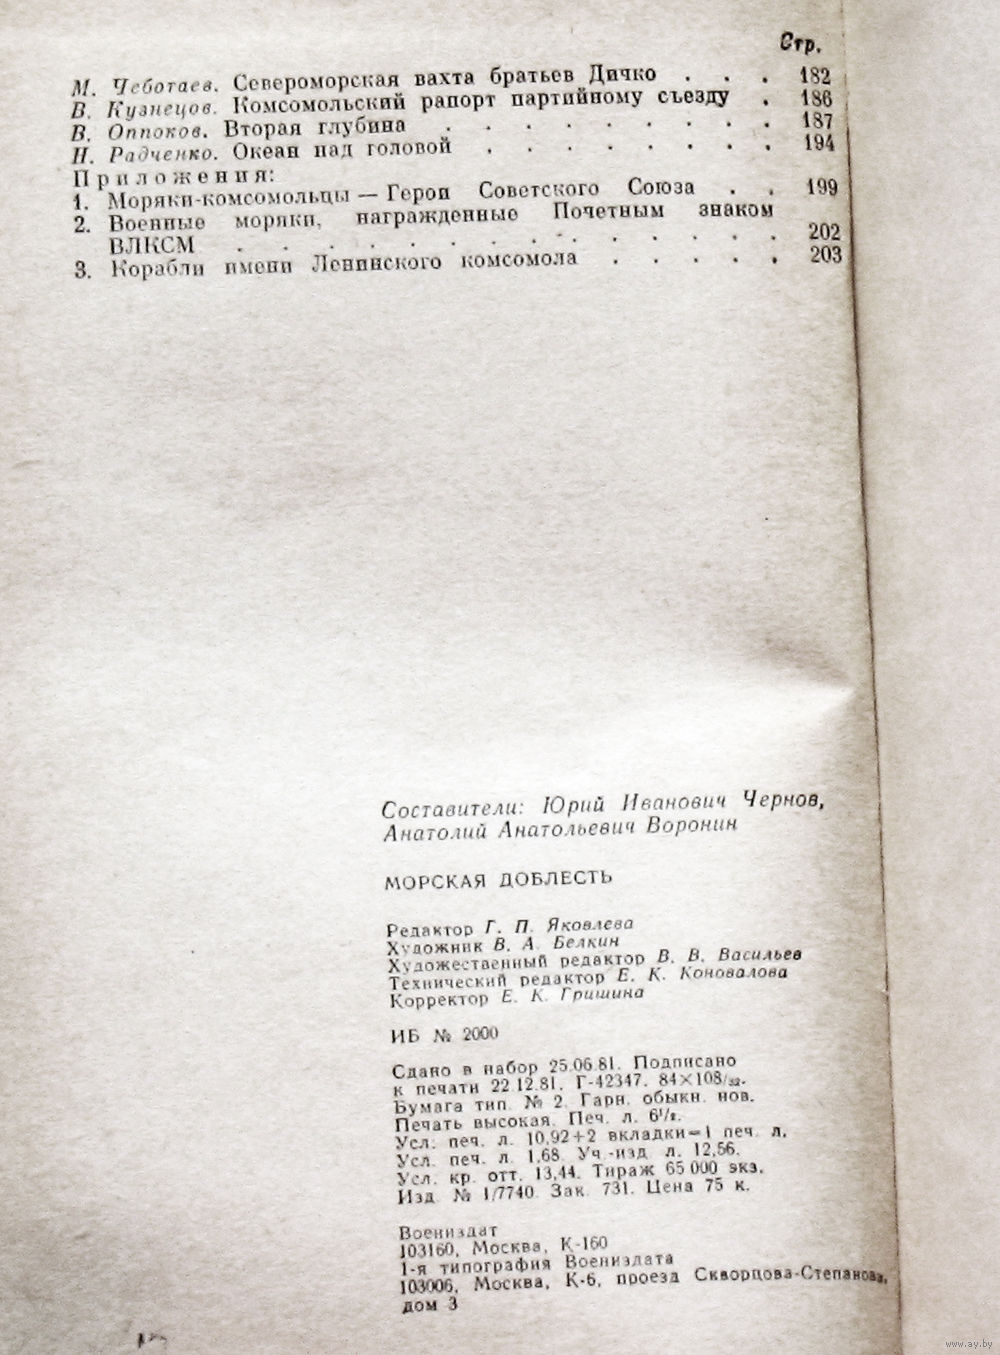 Стр.
М. Чеботаев. Североморская вахта братьев Дичко . . . 182
В. Кузнецов. Комсомольский рапорт партийному съезду . 186
В. Оппоков. Вторая глубина . . . . . . . . . 187
Н. Радченко. Океан над головой . . . . . . . . 194
Приложения:
1. Моряки-комсомольцы — Герои Советского Союза . . 199
2. Военные моряки, награжденные Почетным знаком
ВЛКСМ . . . . . . . . . . . . . 202
3. Корабли имени Ленинского комсомола . . . . . 203
Составители: Юрий Иванович Чернов,
Анатолий Анатольевич Воронин
МОРСКАЯ ДОБЛЕСТЬ
Редактор Г. П. Яковлева
Художник В. А. Белкин
Художественный редактор В. В. Васильев
Технический редактор Е. К. Коновалова
Корректор Е. К. Гришина
ИБ № 2000
Сдано в набор 25.06.81. Подписано
к печати 22.12.81. Г-42347. 84×108/32.
Бумага тип. № 2. Гарн. обыкн. нов.
Печать высокая. Печ. л. 6½.
Усл. печ. л. 10,92+2 вкладки=1 печ. л.
Усл. печ. л. 1,68. Уч.-изд. л. 12,56.
Усл. кр. отт. 13,44. Тираж 65 000 экз.
Изд. № 1/7740. Зак. 731. Цена 75 к.
Воениздат
103160, Москва, К-160
1-я типография Воениздата
103006, Москва, К-6, проезд Скворцова-Степанова,
дом 3
www.ay.by